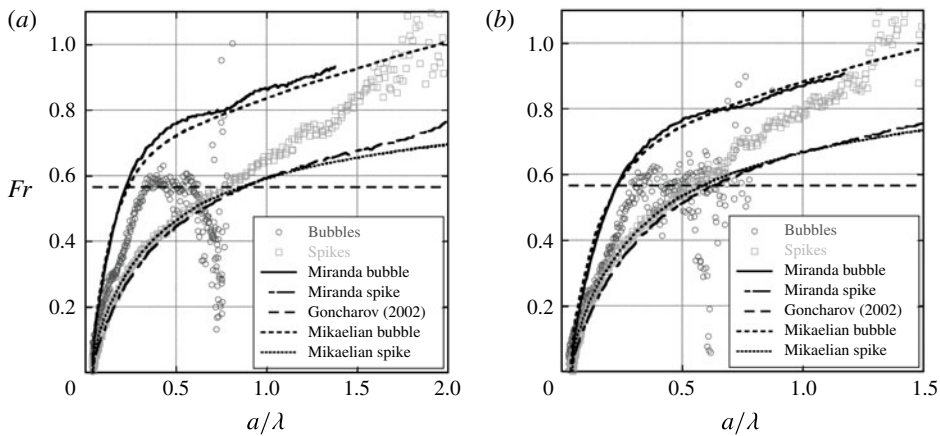 (a)
1.0
0.8
Fr 0.6
0.4
0.2
0 0.5 1.0 1.5 2.0
a/λ
Bubbles
Spikes
Miranda bubble
Miranda spike
Goncharov (2002)
Mikaelian bubble
Mikaelian spike
(b)
1.0
0.8
0.6
0.4
0.2
0 0.5 1.0 1.5
a/λ
Bubbles
Spikes
Miranda bubble
Miranda spike
Goncharov (2002)
Mikaelian bubble
Mikaelian spike